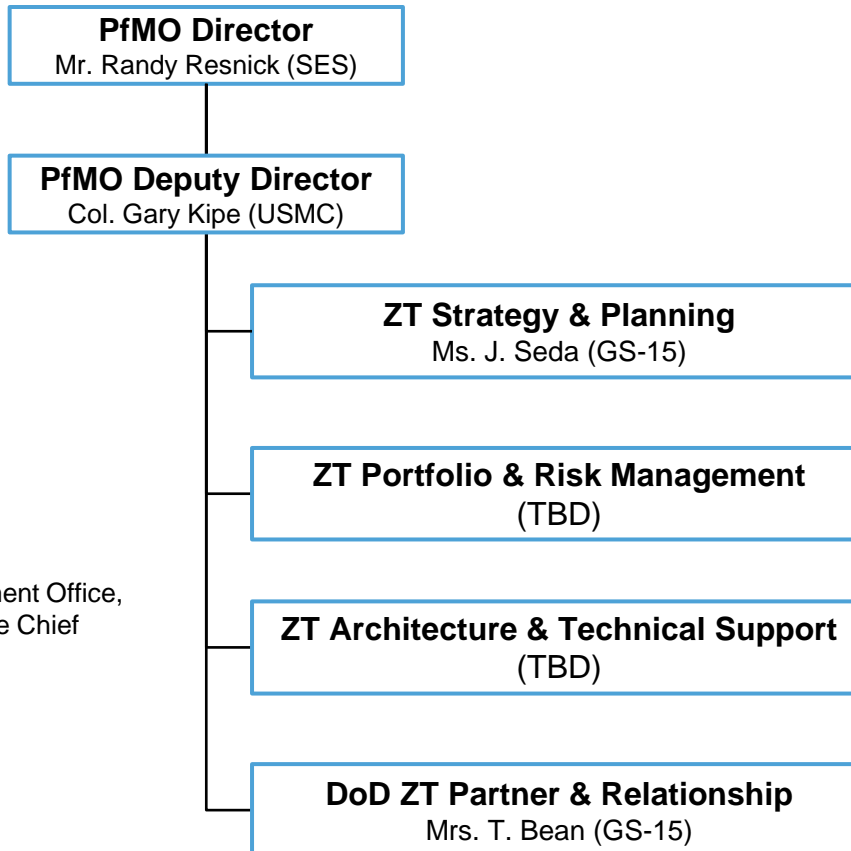 PfMO Director
Mr. Randy Resnick (SES)
PfMO Deputy Director
Col. Gary Kipe (USMC)
ZT Strategy & Planning
Ms. J. Seda (GS-15)
ZT Portfolio & Risk Management
(TBD)
ent Office,
e Chief
ZT Architecture & Technical Support
(TBD)
DoD ZT Partner & Relationship
Mrs. T. Bean (GS-15)